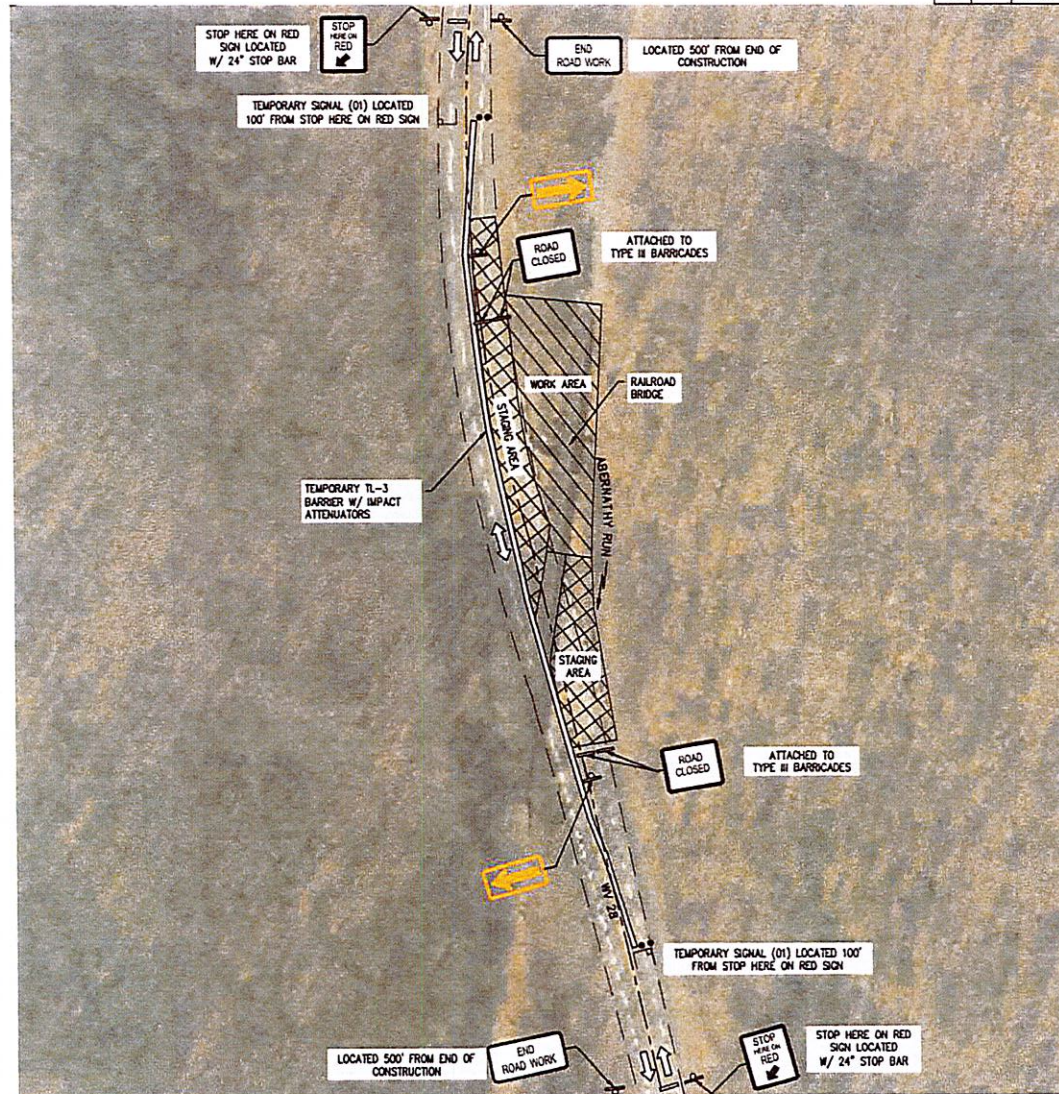 STOP HERE ON RED
SIGN LOCATED
W/ 24" STOP BAR
STOP
HERE ON
RED
END
ROAD WORK
LOCATED 500' FROM END OF
CONSTRUCTION
TEMPORARY SIGNAL (01) LOCATED
100' FROM STOP HERE ON RED SIGN
ROAD
CLOSED
ATTACHED TO
TYPE III BARRICADES
WORK AREA
RAILROAD
BRIDGE
STAGING AREA
ABERNATHY RUN
TEMPORARY TL-3
BARRIER W/ IMPACT
ATTENUATORS
STAGING
AREA
ROAD
CLOSED
ATTACHED TO
TYPE III BARRICADES
WV 28
TEMPORARY SIGNAL (01) LOCATED 100'
FROM STOP HERE ON RED SIGN
LOCATED 500' FROM END OF
CONSTRUCTION
END
ROAD WORK
STOP
HERE ON
RED
STOP HERE ON RED
SIGN LOCATED
W/ 24" STOP BAR